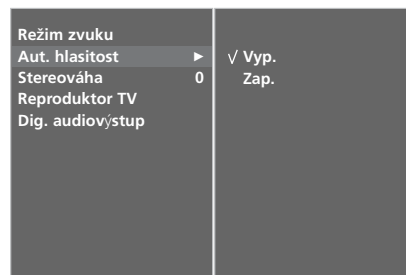 Režim zvuku
Aut. hlasitost ►
Stereováha 0
Reproduktor TV
Dig. audiovýstup
√ Vyp.
Zap.